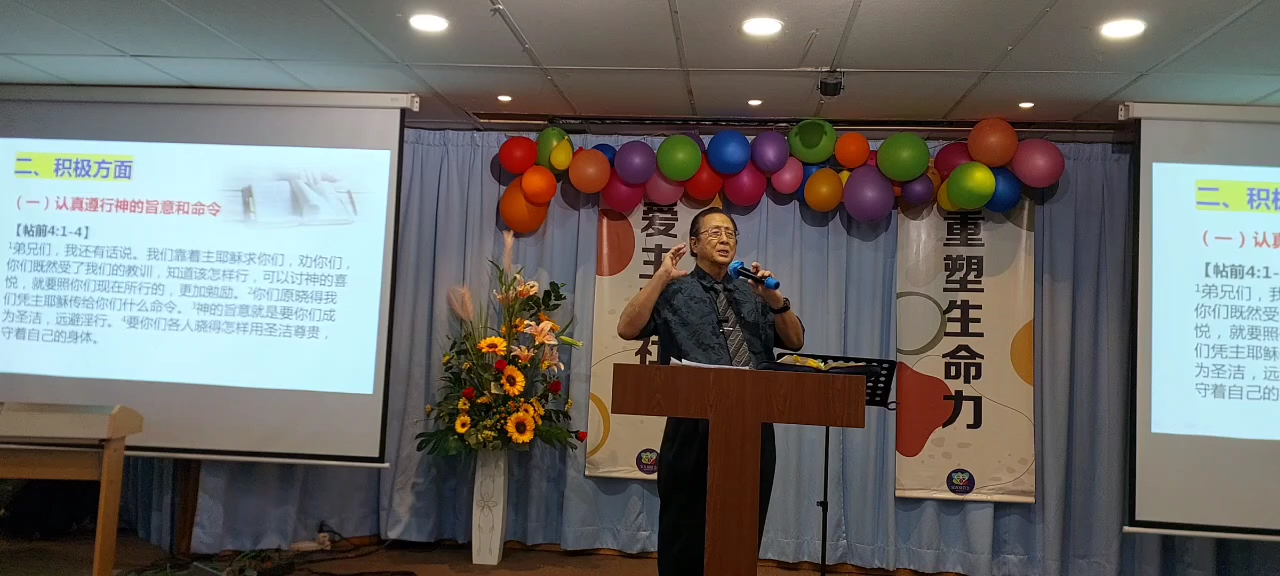 二、积极方面
（一）认真遵行神的旨意和命令
【帖前4:1-4】
¹弟兄们，我还有话说。我们靠着主耶稣求你们，劝你们，
你们既然受了我们的教训，知道该怎样行，可以讨神的喜
悦，就要照你们现在所行的，更加勉励。²你们原晓得我
们凭主耶稣传给你们什么命令。³神的旨意就是要你们成
为圣洁，远避淫行。⁴要你们各人晓得怎样用圣洁尊贵，
守着自己的身体。
爱主
重塑生命力
二、积
（一）认真
【帖前4:1-4
¹弟兄们，我
你们既然受
悦，就要照
们凭主耶稣
为圣洁，远
守着自己的